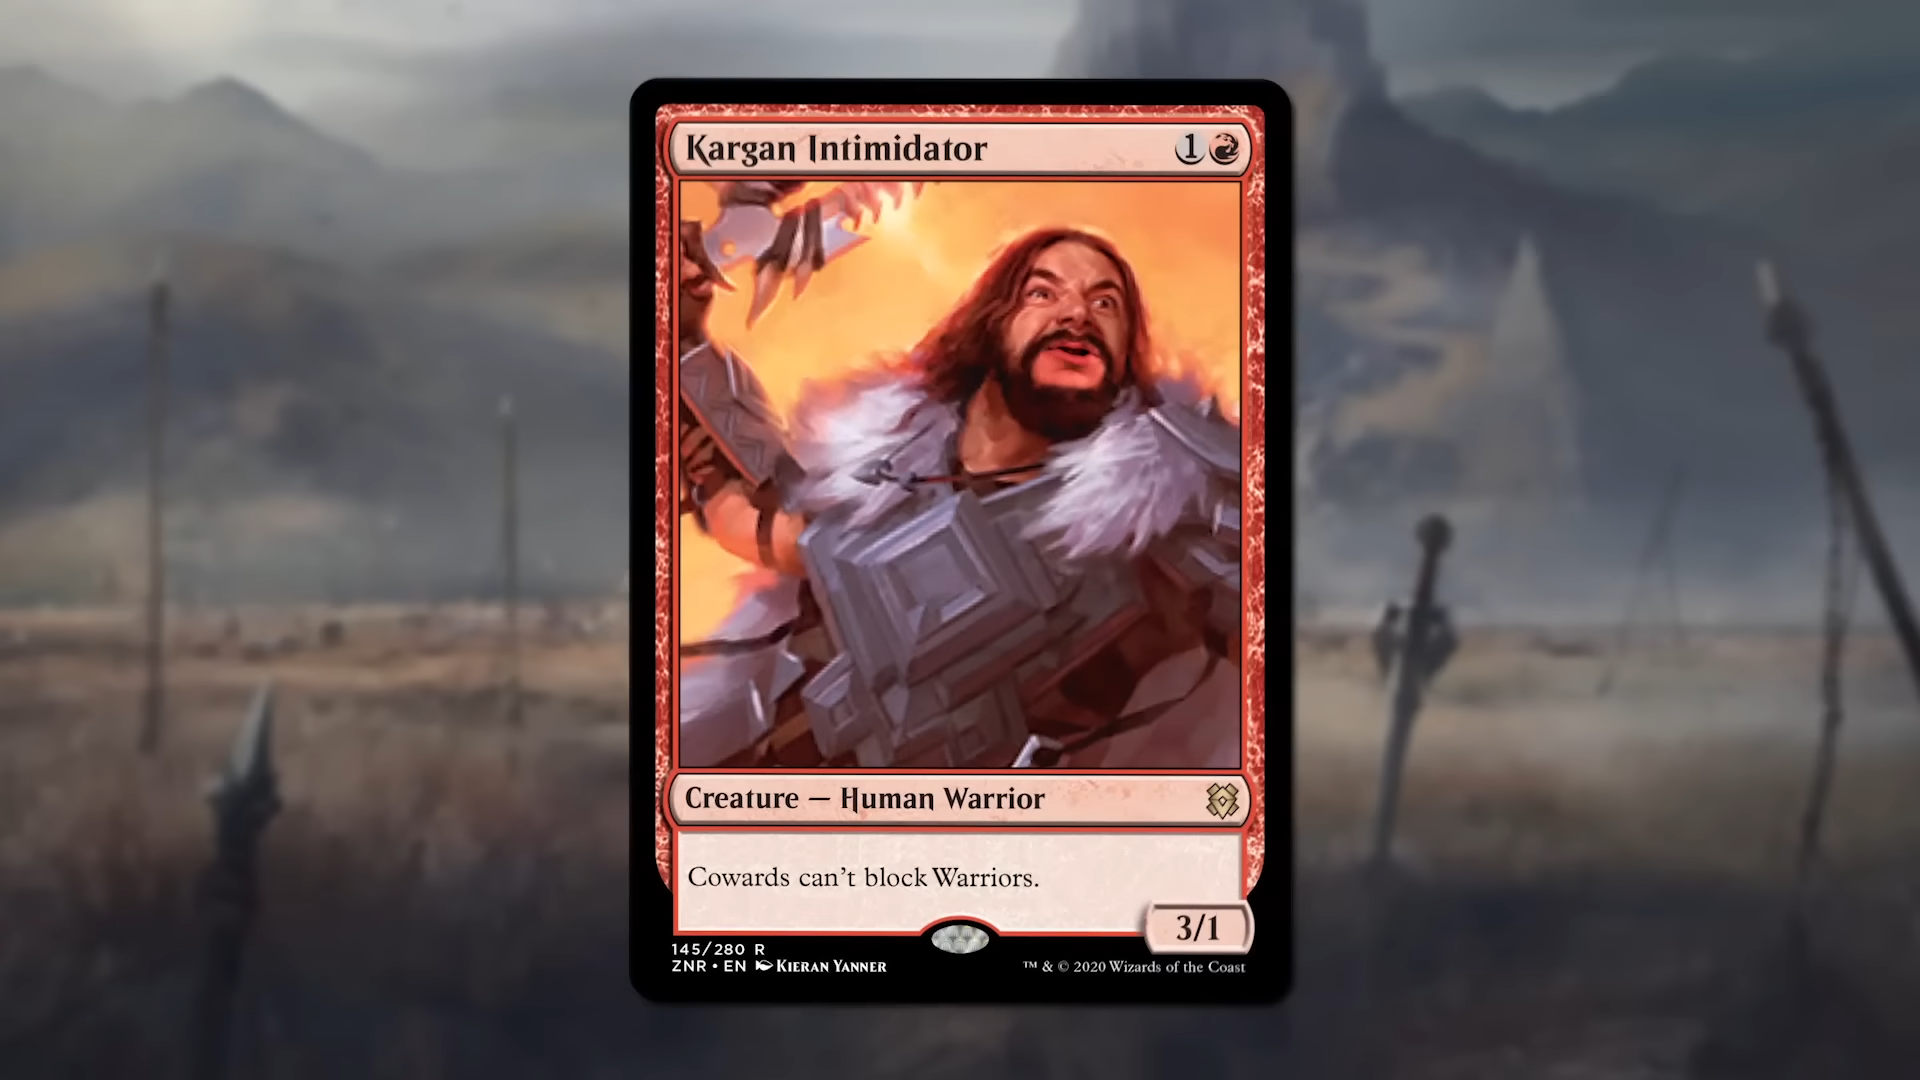 Kargan Intimidator 1
Creature — Human Warrior
Cowards can't block Warriors.
3/1
145/280 R
ZNR • EN Kieran Yanner
™ & © 2020 Wizards of the Coast